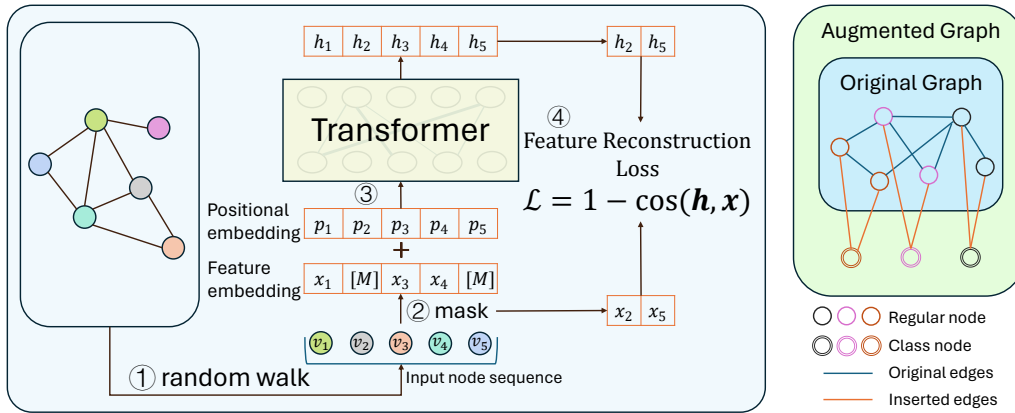 h₁ h₂ h₃ h₄ h₅
h₂ h₅
Transformer
④
Feature Reconstruction
Loss
ℒ = 1 − cos(𝒉, 𝒙)
③
Positional
embedding
p₁ p₂ p₃ p₄ p₅
+
Feature
embedding
x₁ [M] x₃ x₄ [M]
② mask
x₂ x₅
v₁ v₂ v₃ v₄ v₅
Input node sequence
① random walk
Augmented Graph
Original Graph
Regular node
Class node
Original edges
Inserted edges